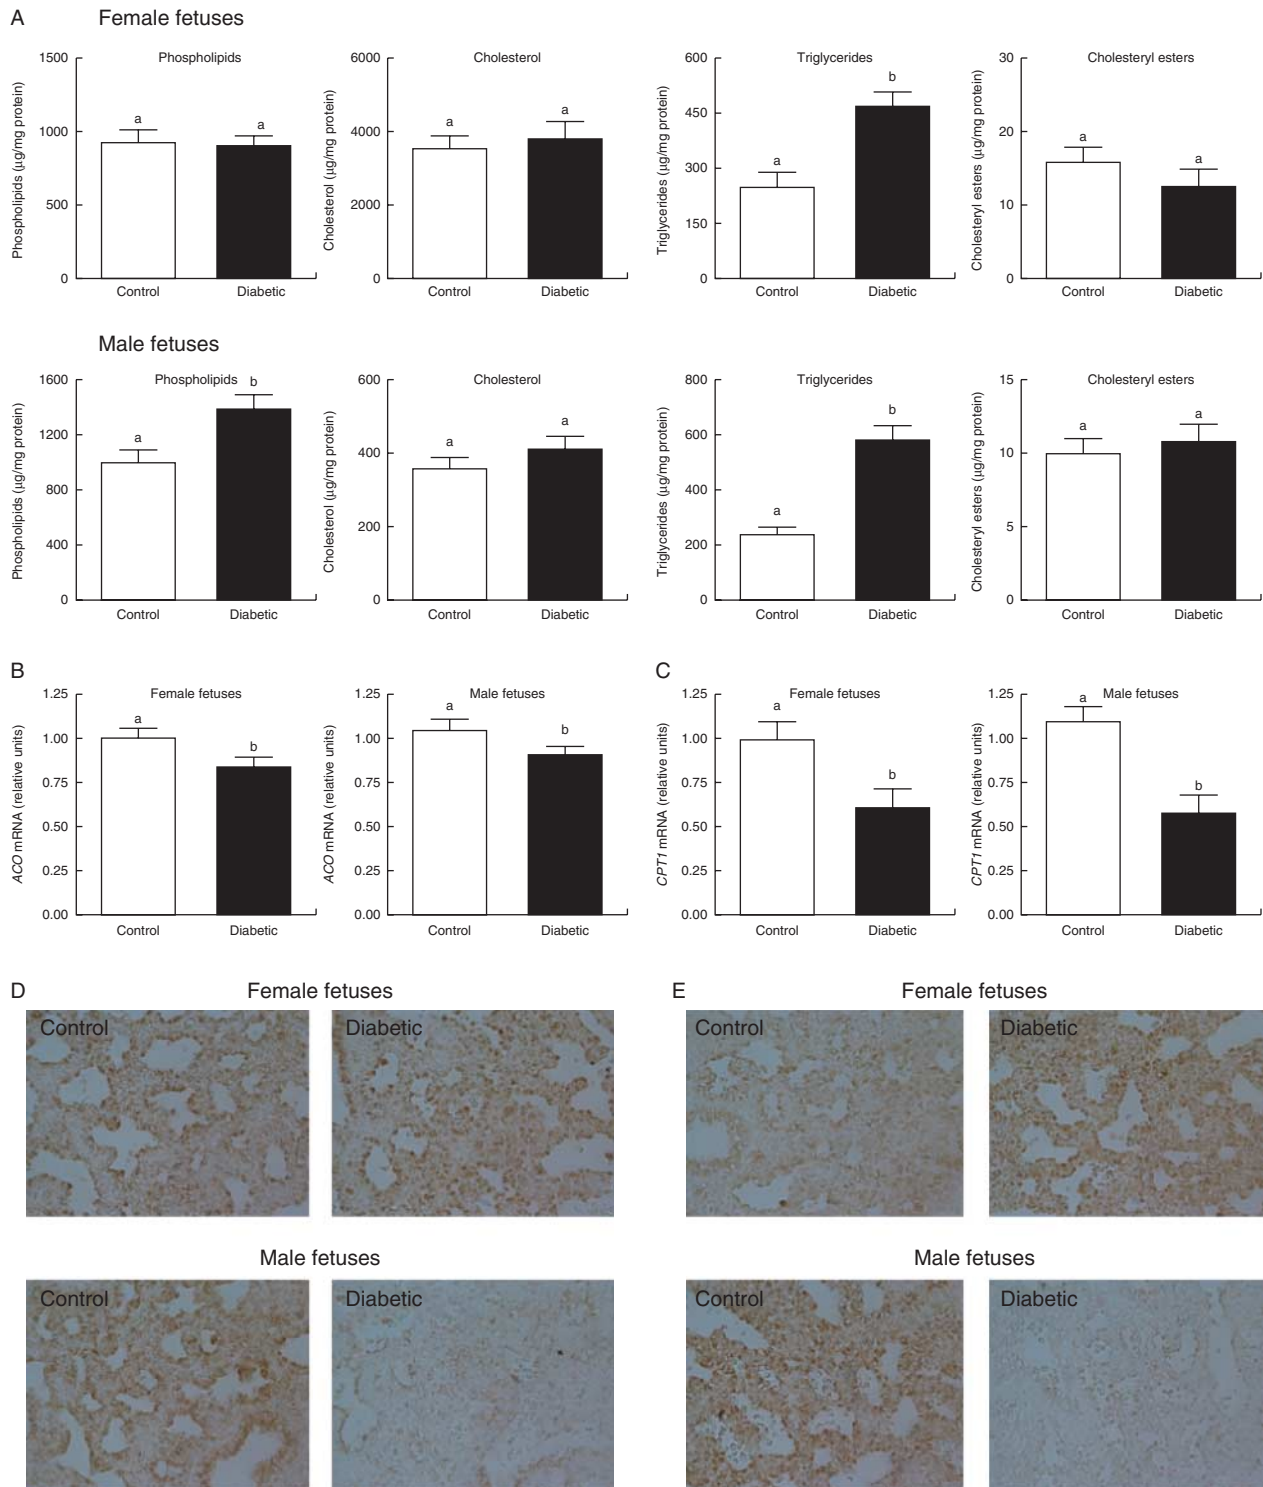 A Female fetuses
Phospholipids
Phospholipids (µg/mg protein)
1500
1000
500
0
a
a
Control Diabetic
Cholesterol
Cholesterol (µg/mg protein)
6000
4000
2000
0
a
a
Control Diabetic
Triglycerides
Triglycerides (µg/mg protein)
600
450
300
150
0
a
b
Control Diabetic
Cholesteryl esters
Cholesteryl esters (µg/mg protein)
30
20
10
0
a
a
Control Diabetic
Male fetuses
Phospholipids
Phospholipids (µg/mg protein)
1600
1200
800
400
0
a
b
Control Diabetic
Cholesterol
Cholesterol (µg/mg protein)
600
400
200
0
a
a
Control Diabetic
Triglycerides
Triglycerides (µg/mg protein)
800
600
400
200
0
a
b
Control Diabetic
Cholesteryl esters
Cholesteryl esters (µg/mg protein)
15
10
5
0
a
a
Control Diabetic
B
Female fetuses
ACO mRNA (relative units)
1.25
1.00
0.75
0.50
0.25
0.00
a
b
Control Diabetic
Male fetuses
ACO mRNA (relative units)
1.25
1.00
0.75
0.50
0.25
0.00
a
b
Control Diabetic
C
Female fetuses
CPT1 mRNA (relative units)
1.25
1.00
0.75
0.50
0.25
0.00
a
b
Control Diabetic
Male fetuses
CPT1 mRNA (relative units)
1.25
1.00
0.75
0.50
0.25
0.00
a
b
Control Diabetic
D Female fetuses
Control Diabetic
Male fetuses
Control Diabetic
E Female fetuses
Control Diabetic
Male fetuses
Control Diabetic